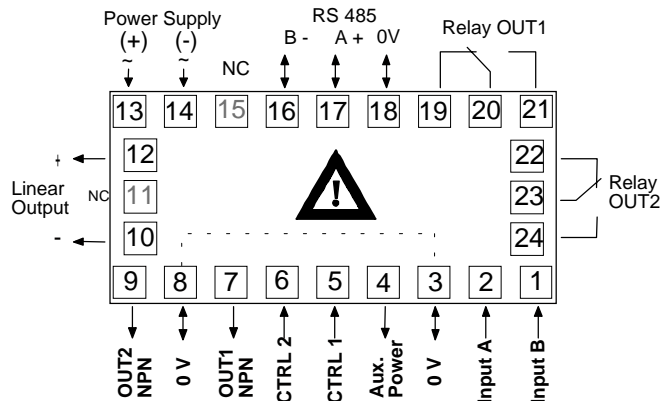 Power Supply
RS 485
Relay OUT1
(+)
(-)
B -
A +
0V
~
~
NC
13
14
15
16
17
18
19
20
21
+
12
22
Linear
Output
NC
11
!
23
Relay
OUT2
-
10
24
9
8
7
6
5
4
3
2
1
OUT2
NPN
0 V
OUT1
NPN
CTRL 2
CTRL 1
Aux.
Power
0 V
Input A
Input B